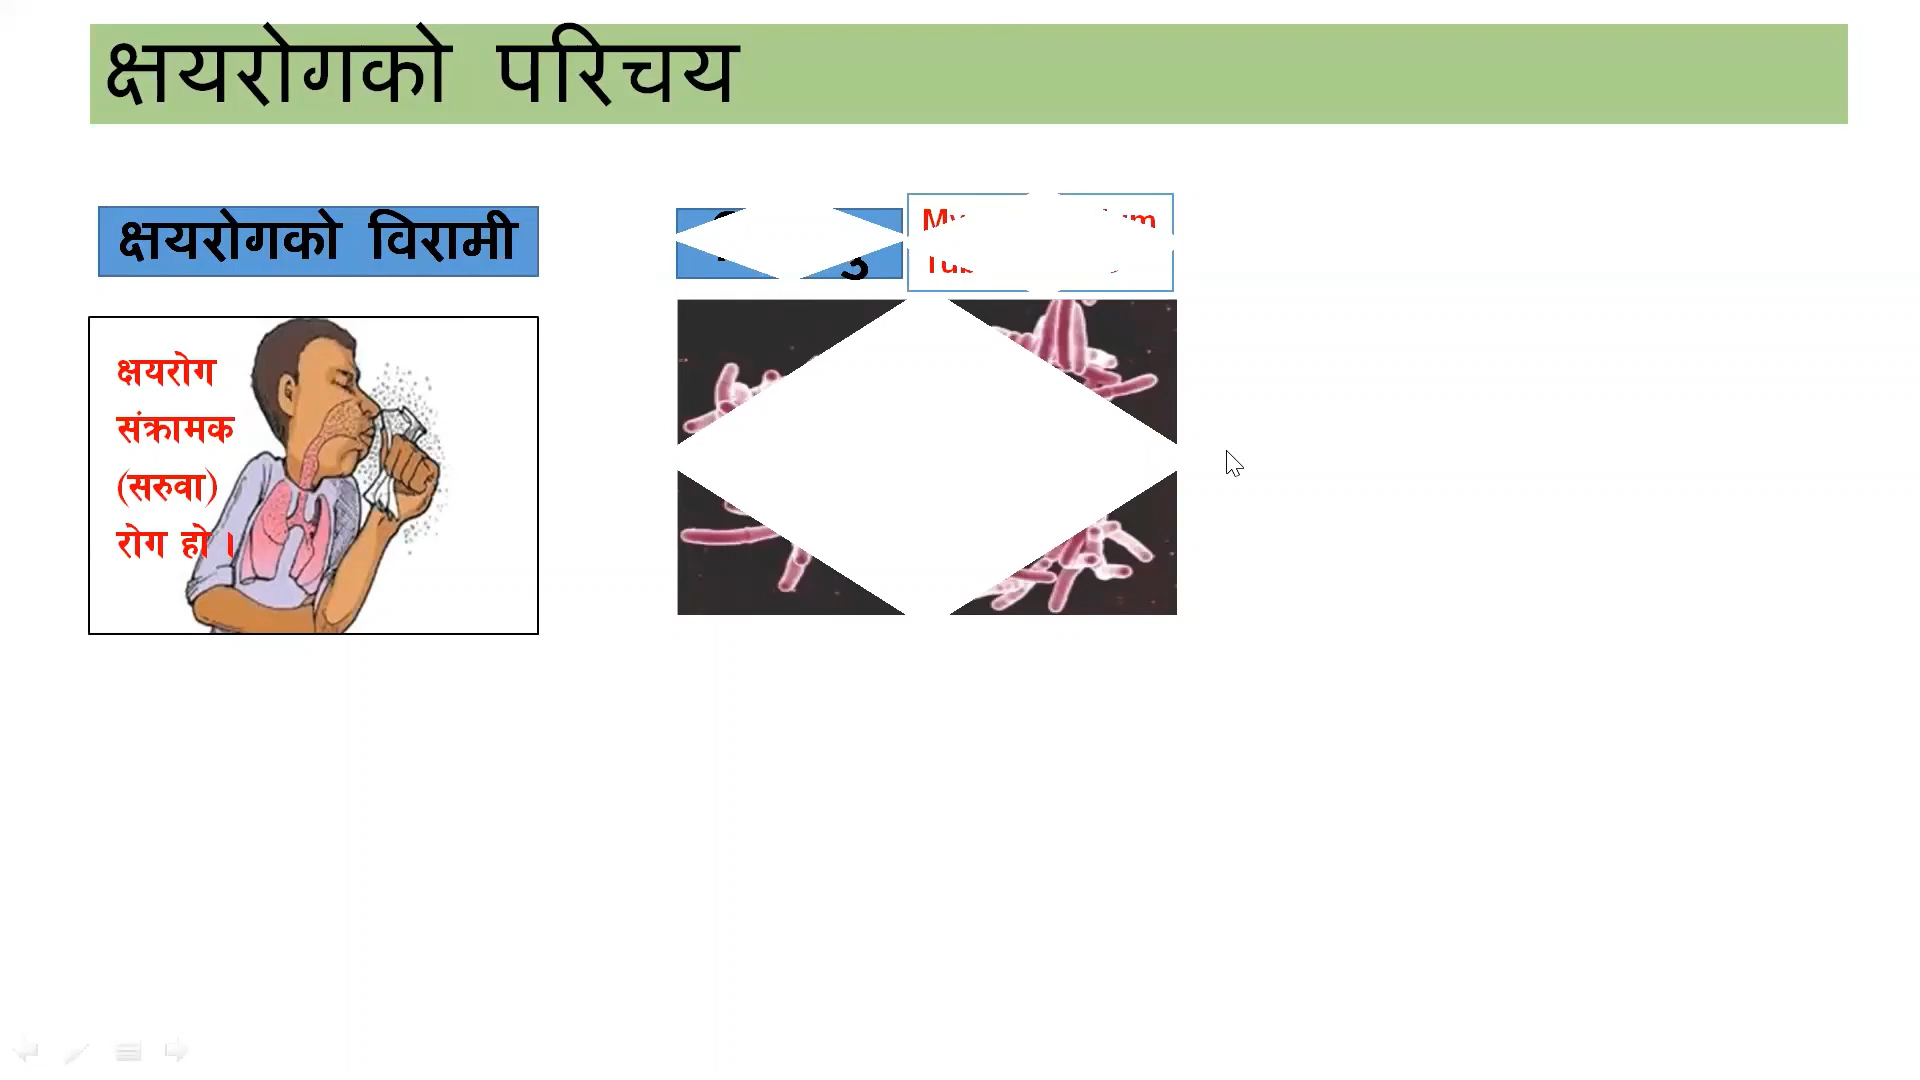 क्षयरोगको परिचय
क्षयरोगको विरामी
क्षयरोग
संक्रामक
(सरुवा)
रोग हो ।